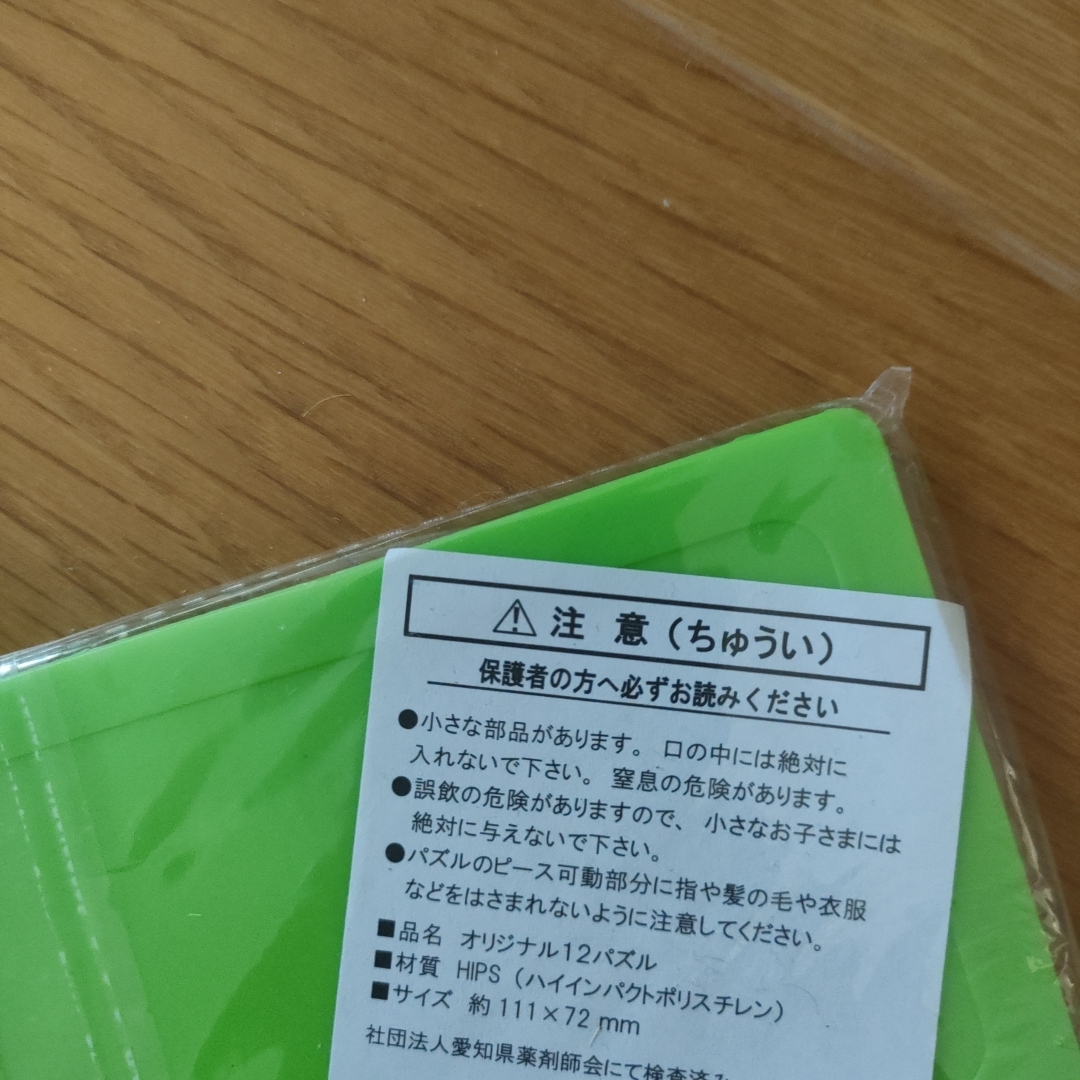 ⚠注 意（ちゅうい）
保護者の方へ必ずお読みください
●小さな部品があります。 口の中には絶対に
入れないで下さい。 窒息の危険があります。
●誤飲の危険がありますので、 小さなお子さまには
絶対に与えないで下さい。
●パズルのピース可動部分に指や髪の毛や衣服
などをはさまれないように注意してください。
■品名 オリジナル12パズル
■材質 HIPS（ハイインパクトポリスチレン）
■サイズ 約111×72mm
社団法人愛知県薬剤師会にて検査済み